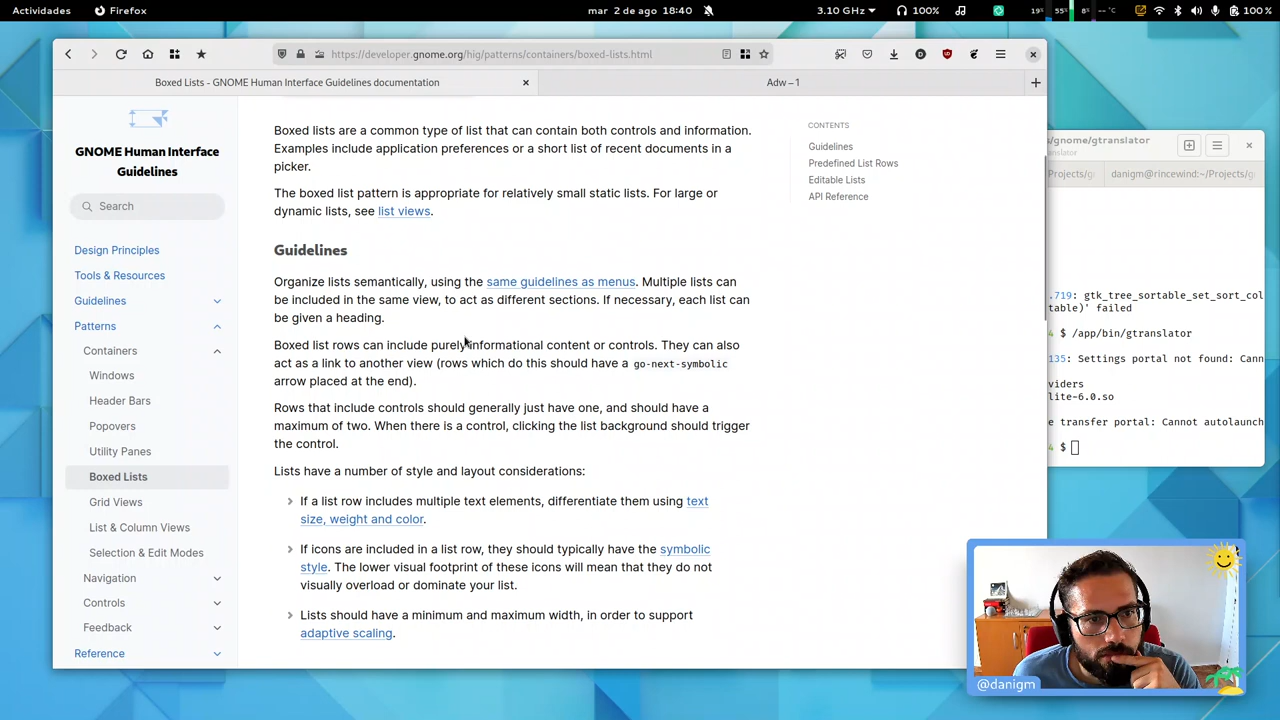 Actividades
Firefox
mar 2 de ago 18:40
3.10 GHz
100%
19%
55%
8%
--°C
100 %
https://developer.gnome.org/hig/patterns/containers/boxed-lists.html
Boxed Lists - GNOME Human Interface Guidelines documentation
Adw – 1
GNOME Human Interface
Guidelines
Search
Design Principles
Tools & Resources
Guidelines
Patterns
Containers
Windows
Header Bars
Popovers
Utility Panes
Boxed Lists
Grid Views
List & Column Views
Selection & Edit Modes
Navigation
Controls
Feedback
Reference
Boxed lists are a common type of list that can contain both controls and information.
Examples include application preferences or a short list of recent documents in a
picker.
The boxed list pattern is appropriate for relatively small static lists. For large or
dynamic lists, see list views.
Guidelines
Organize lists semantically, using the same guidelines as menus. Multiple lists can
be included in the same view, to act as different sections. If necessary, each list can
be given a heading.
Boxed list rows can include purely informational content or controls. They can also
act as a link to another view (rows which do this should have a go-next-symbolic
arrow placed at the end).
Rows that include controls should generally just have one, and should have a
maximum of two. When there is a control, clicking the list background should trigger
the control.
Lists have a number of style and layout considerations:
If a list row includes multiple text elements, differentiate them using text
size, weight and color.
If icons are included in a list row, they should typically have the symbolic
style. The lower visual footprint of these icons will mean that they do not
visually overload or dominate your list.
Lists should have a minimum and maximum width, in order to support
adaptive scaling.
CONTENTS
Guidelines
Predefined List Rows
Editable Lists
API Reference
s/gnome/gtranslator
anslator
Projects/g
danigm@rincewind:~/Projects/g
.719: gtk_tree_sortable_set_sort_col
table)' failed
4 $ /app/bin/gtranslator
135: Settings portal not found: Cann
viders
lite-6.0.so
e transfer portal: Cannot autolaunch
4 $
@danigm